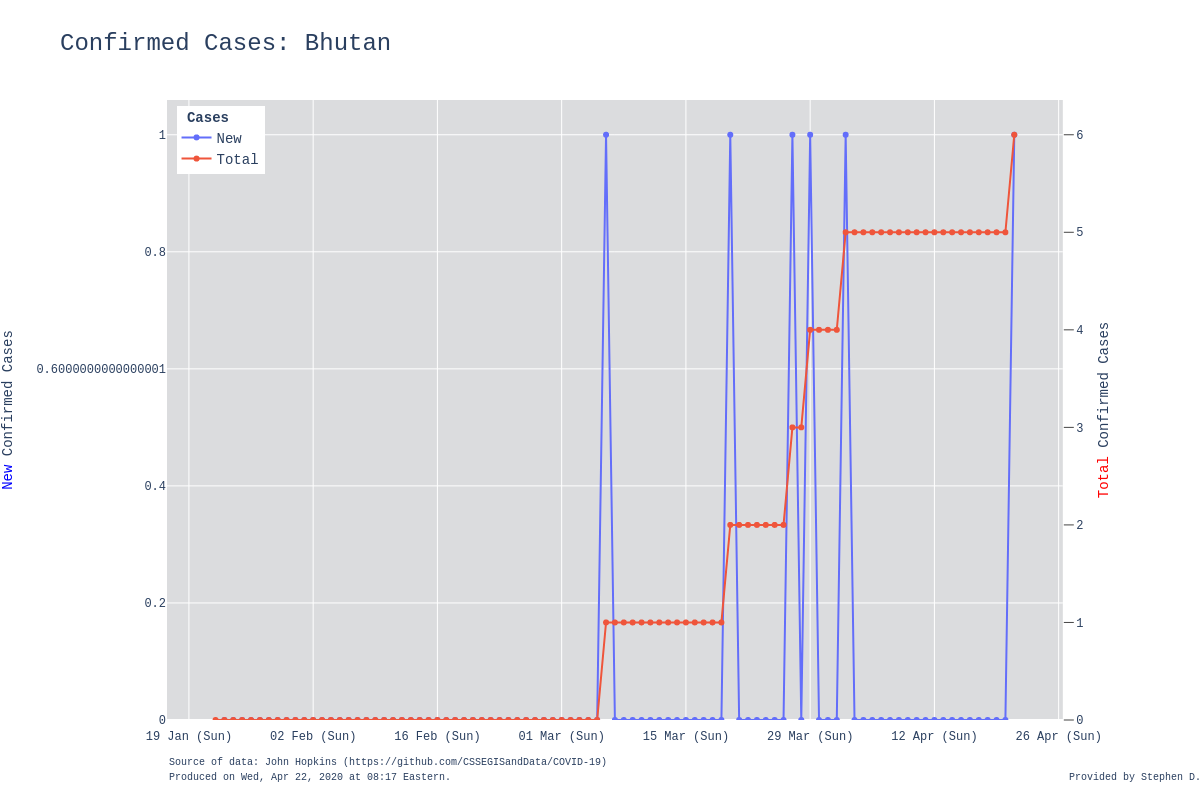 Confirmed Cases: Bhutan
Cases
New
Total
1
0.8
0.6000000000000001
0.4
0.2
0
6
5
4
3
2
1
0
New Confirmed Cases
Total Confirmed Cases
19 Jan (Sun) 02 Feb (Sun) 16 Feb (Sun) 01 Mar (Sun) 15 Mar (Sun) 29 Mar (Sun) 12 Apr (Sun) 26 Apr (Sun)
Source of data: John Hopkins (https://github.com/CSSEGISandData/COVID-19)
Produced on Wed, Apr 22, 2020 at 08:17 Eastern.
Provided by Stephen D.